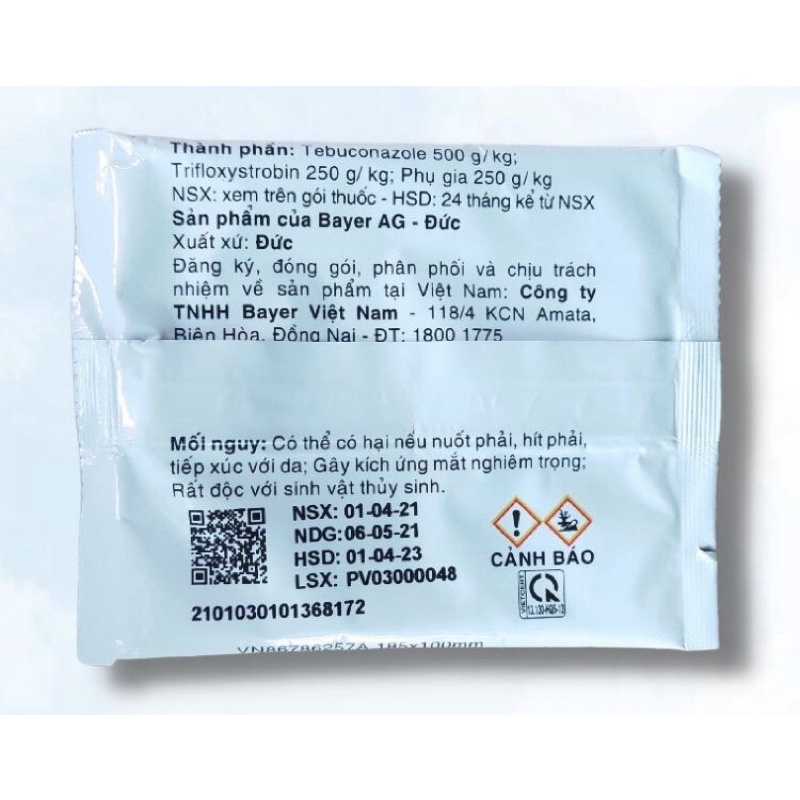 Thành phần: Tebuconazole 500 g/ kg;
Trifloxystrobin 250 g/ kg; Phụ gia 250 g/ kg
NSX: xem trên gói thuốc - HSD: 24 tháng kể từ NSX
Sản phẩm của Bayer AG - Đức
Xuất xứ: Đức
Đăng ký, đóng gói, phân phối và chịu trách
nhiệm về sản phẩm tại Việt Nam: Công ty
TNHH Bayer Việt Nam - 118/4 KCN Amata,
Biên Hòa, Đồng Nai - ĐT: 1800 1775
Mối nguy: Có thể có hại nếu nuốt phải, hít phải,
tiếp xúc với da; Gây kích ứng mắt nghiêm trọng;
Rất độc với sinh vật thủy sinh.
NSX: 01-04-21
NDG:06-05-21
HSD: 01-04-23
LSX: PV03000048
CẢNH BÁO
VIETCERT
2101030101368172
VN86786257A 185x100mm